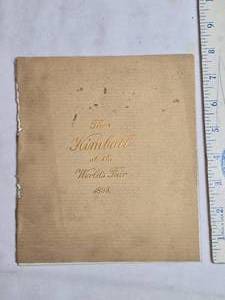 The
Kimball
at the
World's Fair
1893.